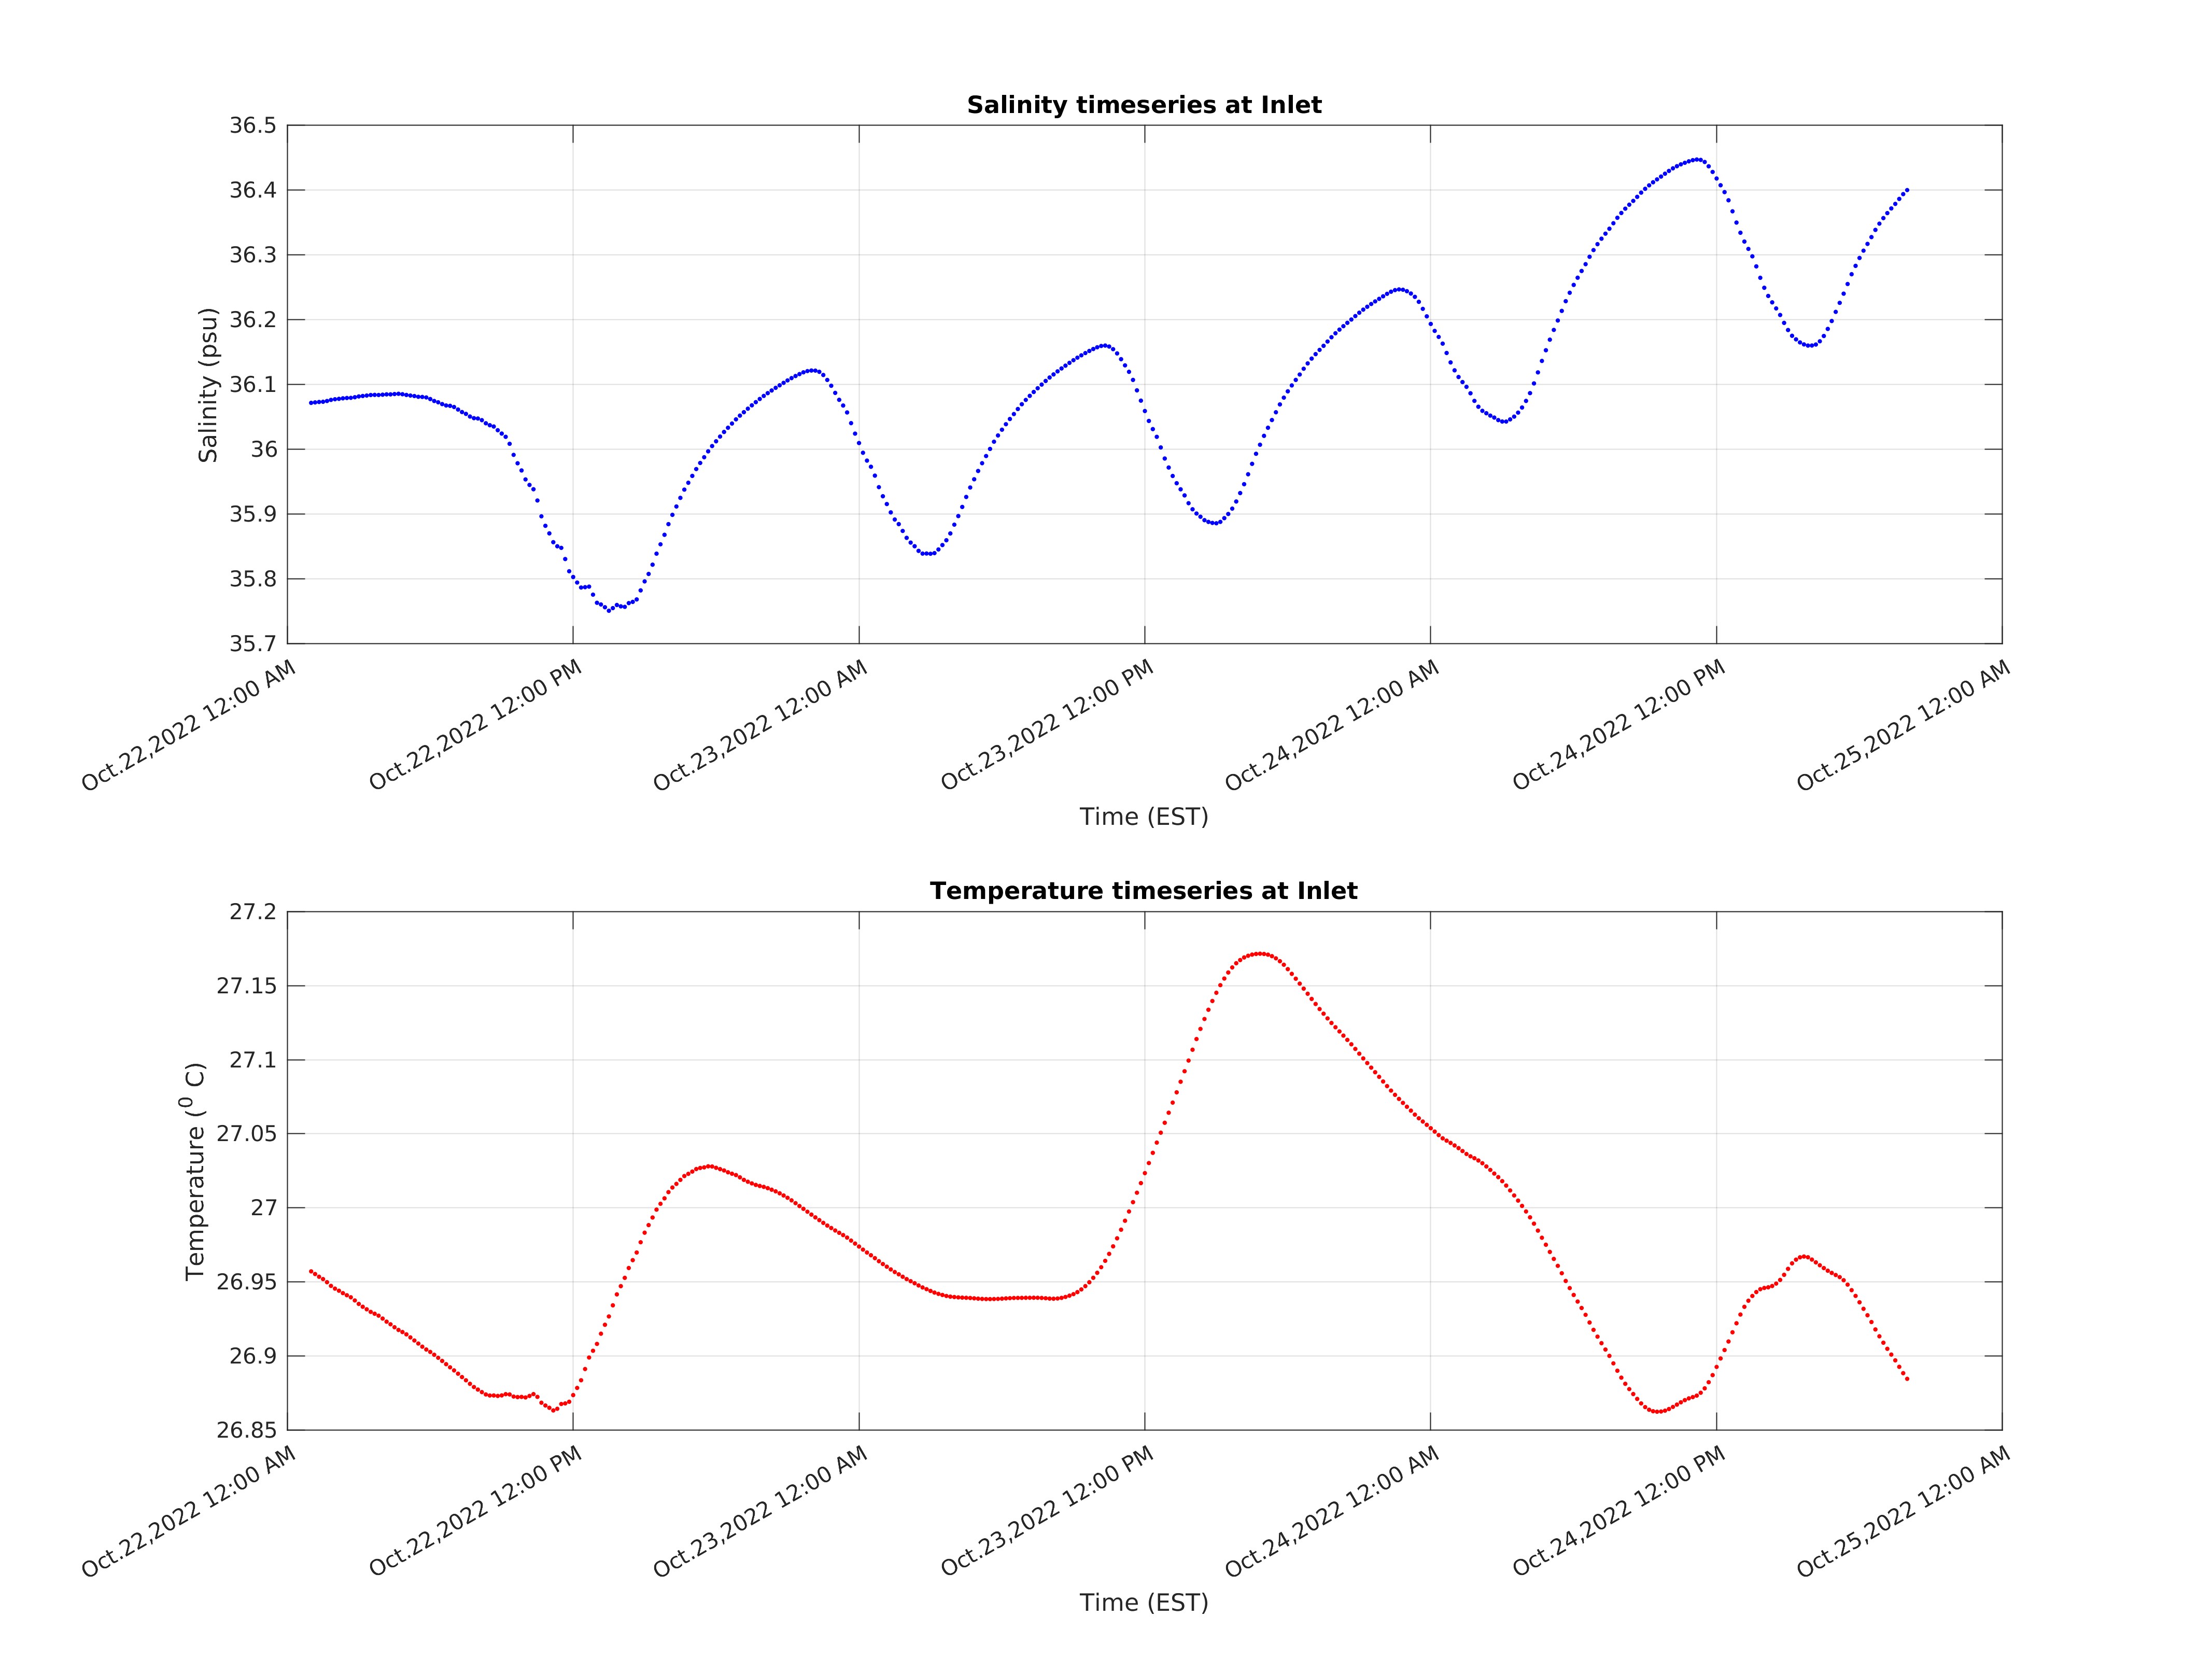 Salinity timeseries at Inlet
36.5
36.4
36.3
36.2
36.1
36
35.9
35.8
35.7
Salinity (psu)
Oct.22,2022 12:00 AM
Oct.22,2022 12:00 PM
Oct.23,2022 12:00 AM
Oct.23,2022 12:00 PM
Oct.24,2022 12:00 AM
Oct.24,2022 12:00 PM
Oct.25,2022 12:00 AM
Time (EST)
Temperature timeseries at Inlet
27.2
27.15
27.1
27.05
27
26.95
26.9
26.85
Temperature (⁰ C)
Oct.22,2022 12:00 AM
Oct.22,2022 12:00 PM
Oct.23,2022 12:00 AM
Oct.23,2022 12:00 PM
Oct.24,2022 12:00 AM
Oct.24,2022 12:00 PM
Oct.25,2022 12:00 AM
Time (EST)